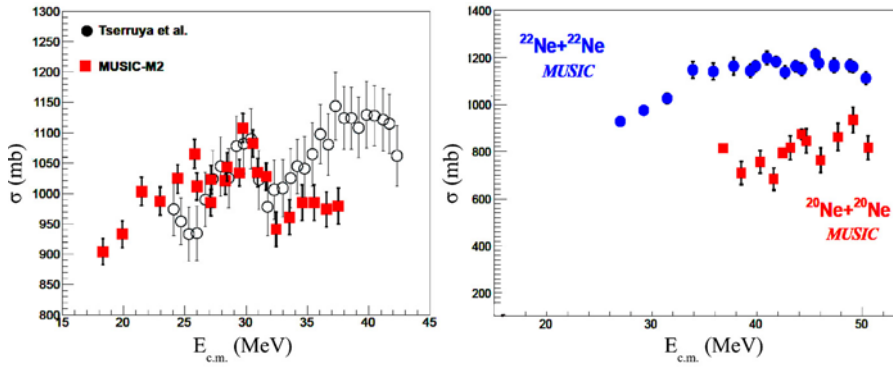 1300
1250
1200
1150
1100
1050
1000
950
900
850
800
σ (mb)
Tserruya et al.
MUSIC-M2
15 20 25 30 35 40 45
E c.m. (MeV)
1400
1200
1000
800
600
400
200
σ (mb)
22Ne+22Ne
MUSIC
20Ne+20Ne
MUSIC
20 30 40 50
E c.m. (MeV)